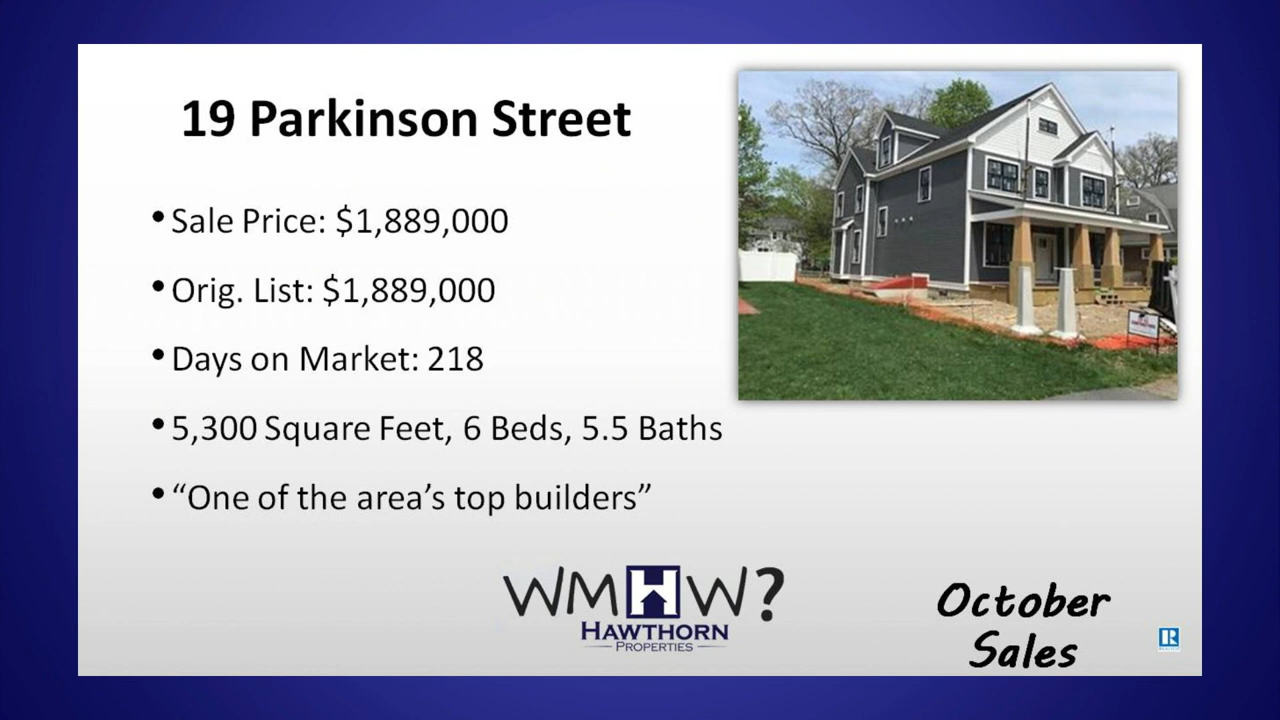 19 Parkinson Street
• Sale Price: $1,889,000
• Orig. List: $1,889,000
• Days on Market: 218
• 5,300 Square Feet, 6 Beds, 5.5 Baths
• “One of the area’s top builders”
WMHW?
HAWTHORN
PROPERTIES
October
Sales
R